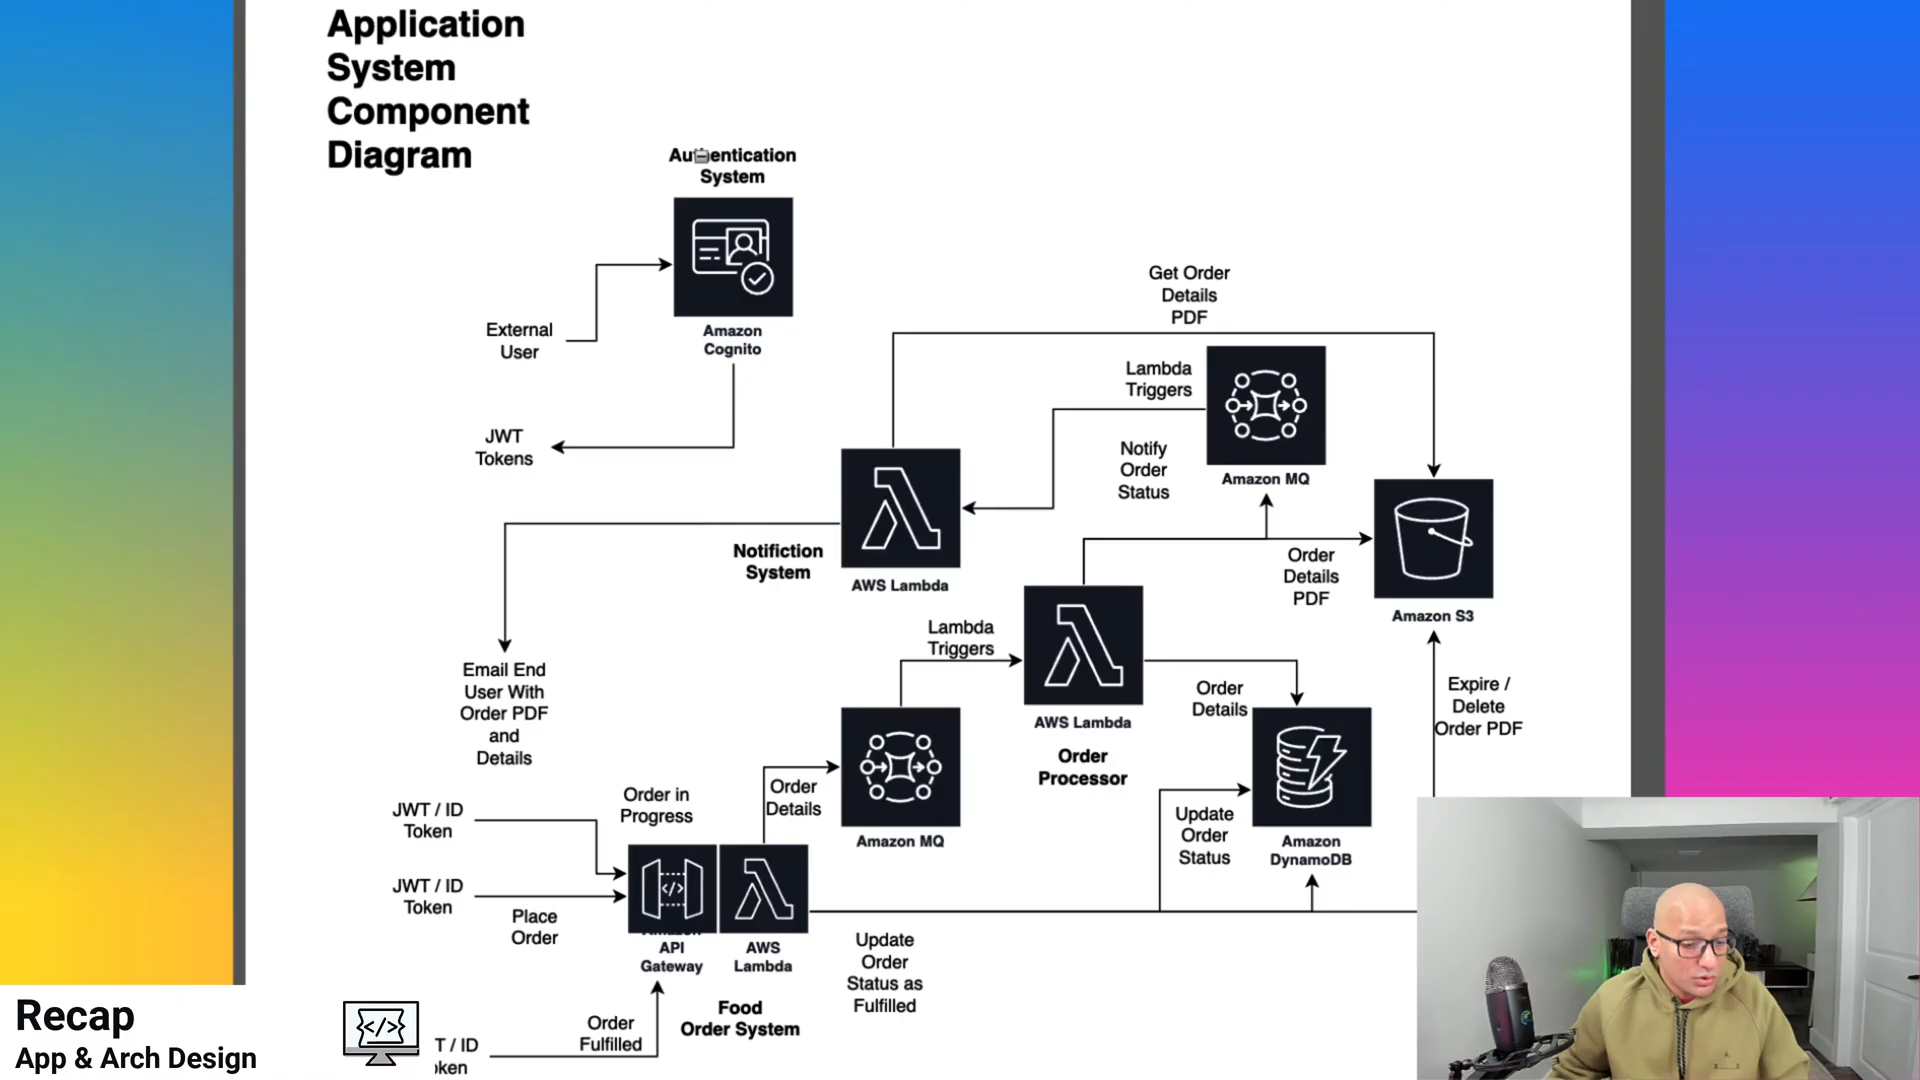 Application
System
Component
Diagram
System
Amazon
Cognito
External
User
JWT
Tokens
Get Order
Details
PDF
Lambda
Triggers
Notify
Order
Status
Amazon MQ
Notifiction
System
AWS Lambda
Order
Details
PDF
Amazon S3
Lambda
Triggers
AWS Lambda
Order
Processor
Order
Details
Expire /
Delete
Order PDF
Email End
User With
Order PDF
and
Details
Order in
Progress
Order
Details
Amazon MQ
Update
Order
Status
Amazon
DynamoDB
JWT / ID
Token
JWT / ID
Token
Place
Order
API
Gateway
AWS
Lambda
Update
Order
Status as
Fulfilled
Food
Order System
Order
Fulfilled
T / ID
Recap
App & Arch Design